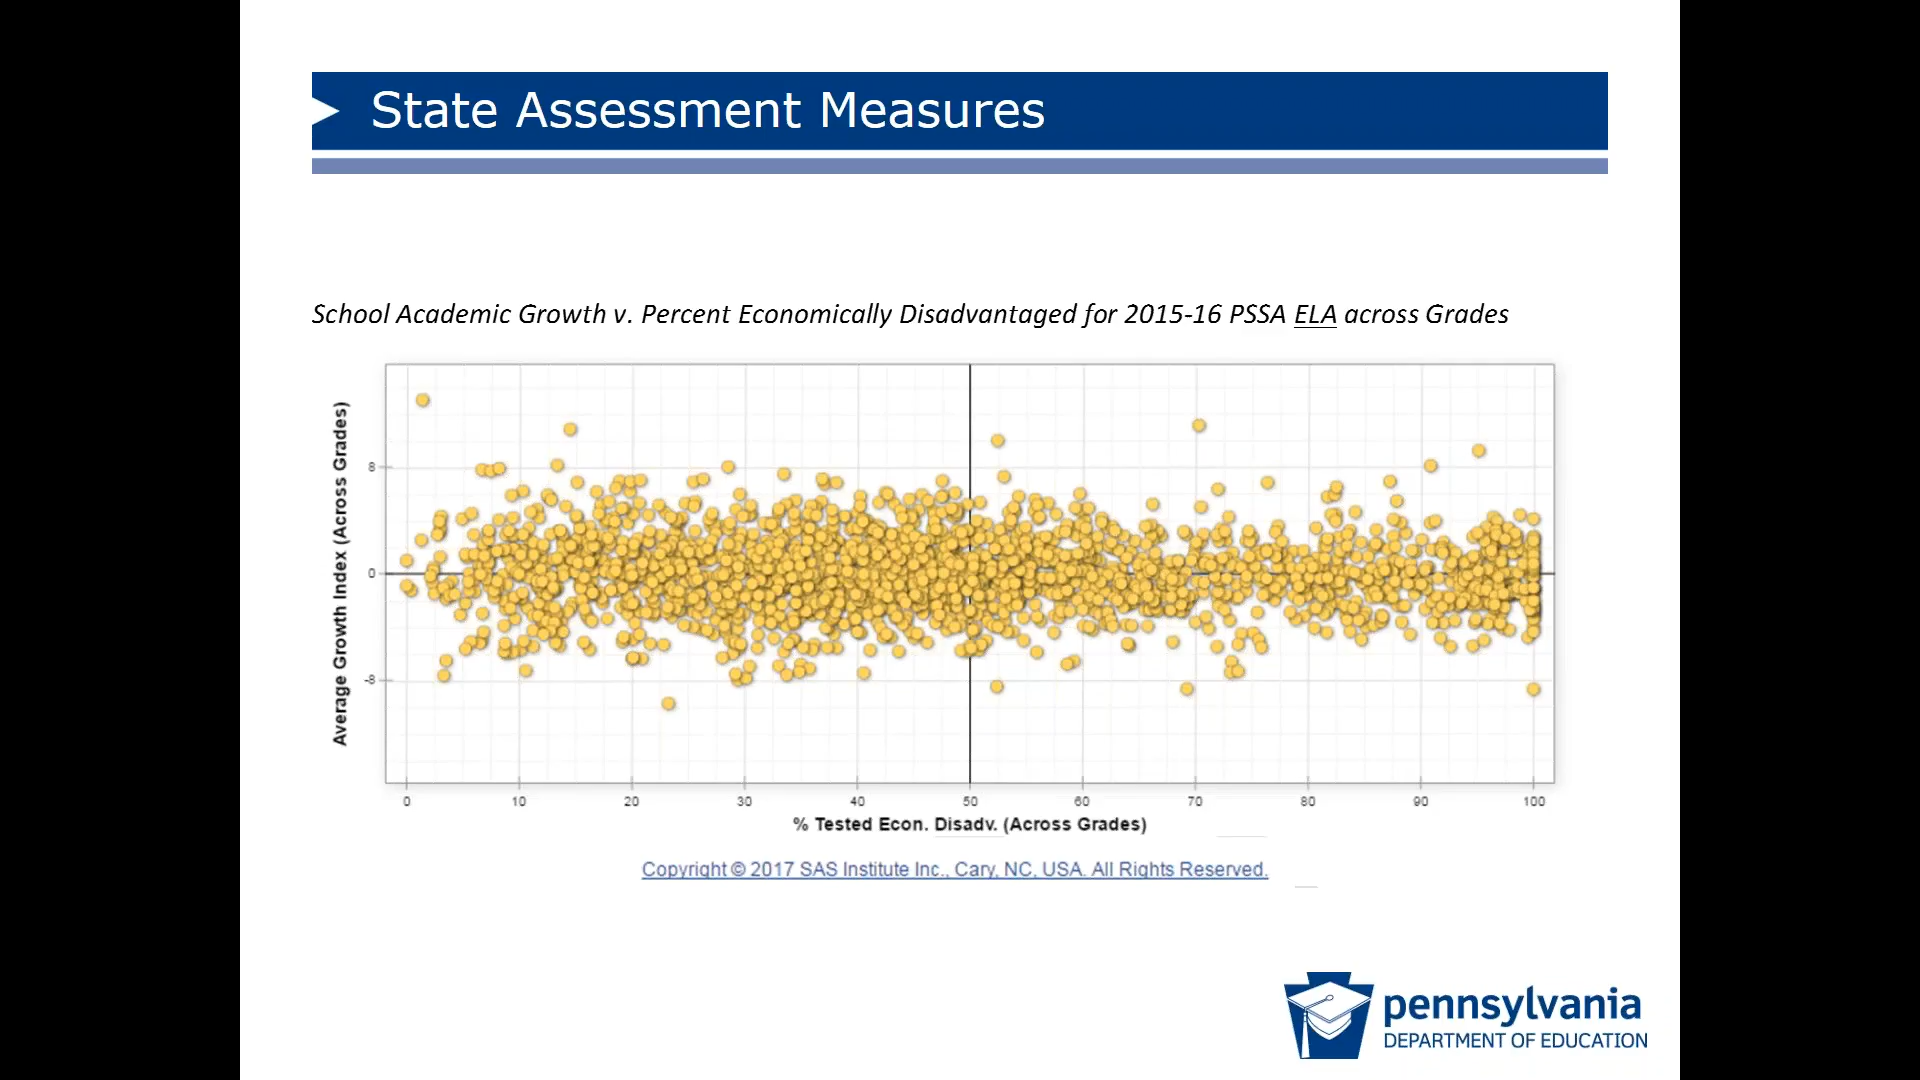 State Assessment Measures
School Academic Growth v. Percent Economically Disadvantaged for 2015-16 PSSA ELA across Grades
Average Growth Index (Across Grades)
8
0
-8
0 10 20 30 40 50 60 70 80 90 100
% Tested Econ. Disadv. (Across Grades)
Copyright © 2017 SAS Institute Inc., Cary, NC, USA. All Rights Reserved.
pennsylvania
DEPARTMENT OF EDUCATION